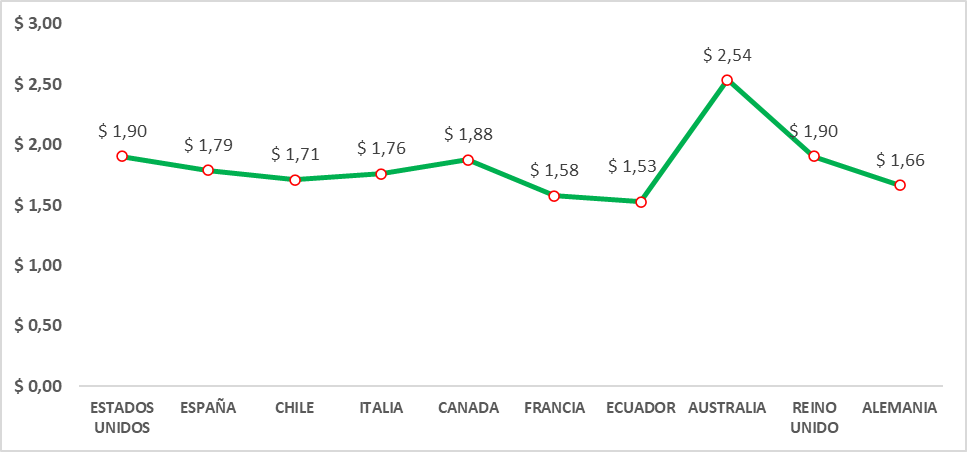 $ 3,00
$ 2,50
$ 2,00
$ 1,50
$ 1,00
$ 0,50
$ 0,00
$ 1,90
$ 1,79
$ 1,71
$ 1,76
$ 1,88
$ 1,58
$ 1,53
$ 2,54
$ 1,90
$ 1,66
ESTADOS
UNIDOS
ESPAÑA
CHILE
ITALIA
CANADA
FRANCIA
ECUADOR
AUSTRALIA
REINO
UNIDO
ALEMANIA